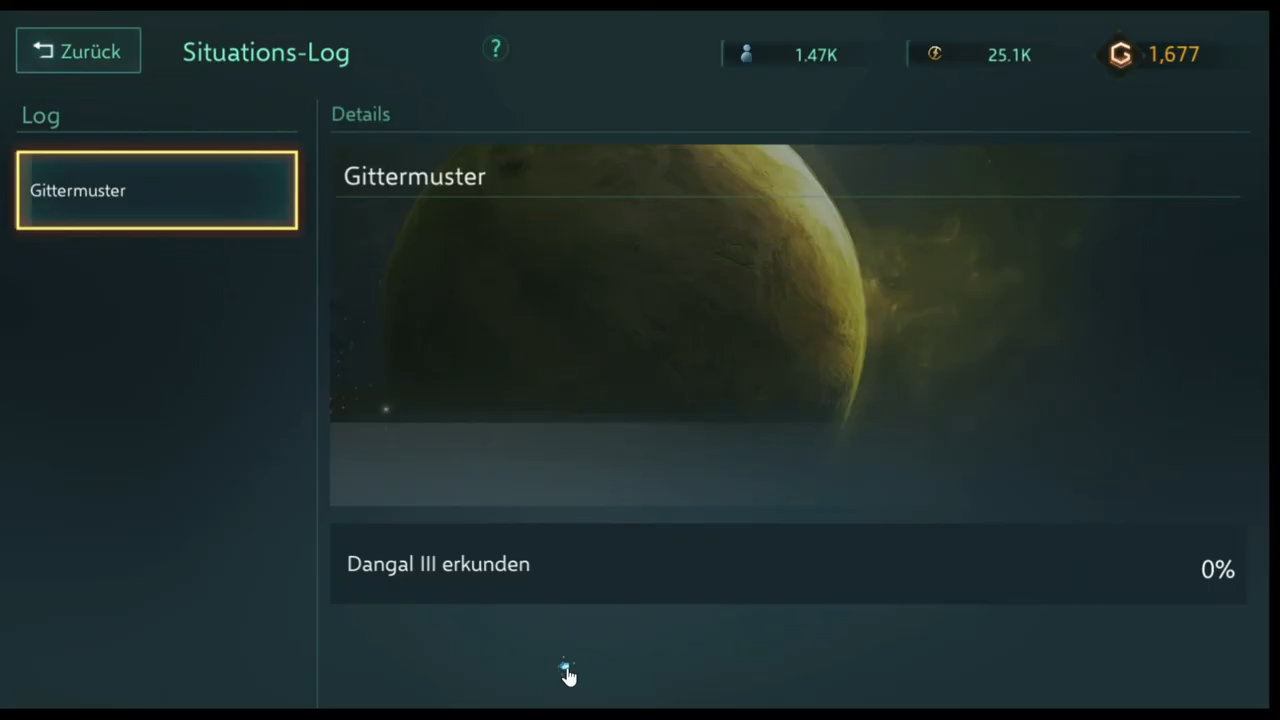 Zurück
Situations-Log
?
1.47K
25.1K
1,677
Log
Details
Gittermuster
Gittermuster
Dangal III erkunden
0%